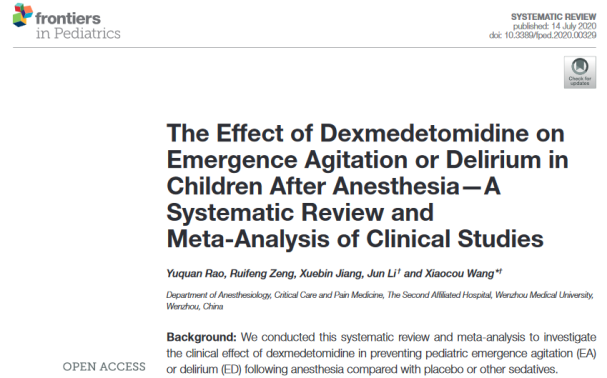 frontiers
in Pediatrics
SYSTEMATIC REVIEW
published: 14 July 2020
doi: 10.3389/fped.2020.00329
Check for
updates
The Effect of Dexmedetomidine on
Emergence Agitation or Delirium in
Children After Anesthesia—A
Systematic Review and
Meta-Analysis of Clinical Studies
Yuquan Rao, Ruifeng Zeng, Xuebin Jiang, Jun Li† and Xiaocou Wang*†
Department of Anesthesiology, Critical Care and Pain Medicine, The Second Affiliated Hospital, Wenzhou Medical University,
Wenzhou, China
Background: We conducted this systematic review and meta-analysis to investigate
the clinical effect of dexmedetomidine in preventing pediatric emergence agitation (EA)
or delirium (ED) following anesthesia compared with placebo or other sedatives.
OPEN ACCESS